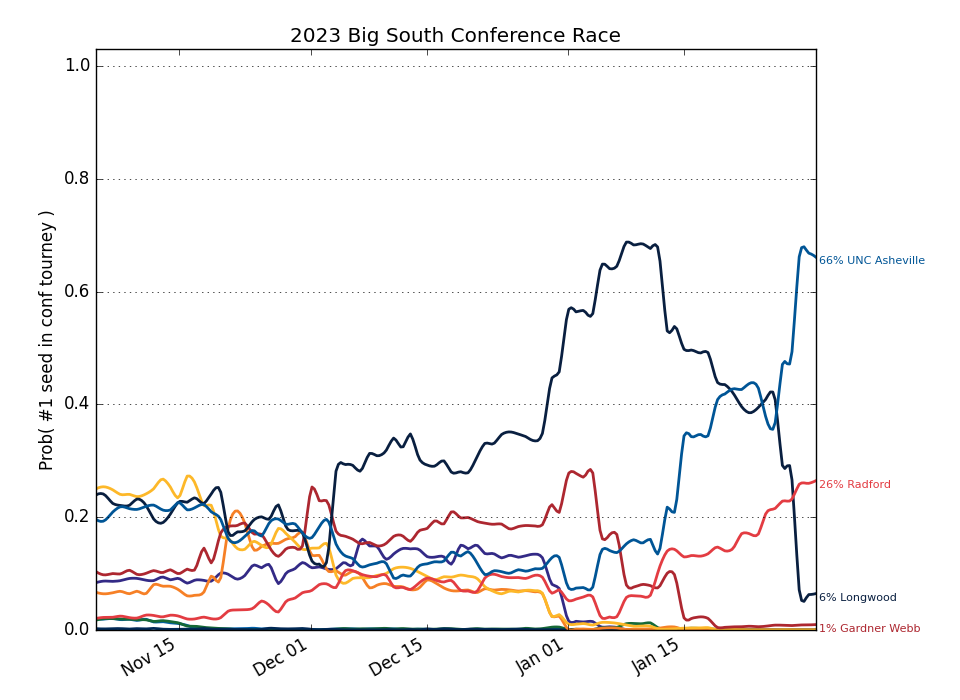 2023 Big South Conference Race
Prob( #1 seed in conf tourney )
1.0
0.8
0.6
0.4
0.2
0.0
66% UNC Asheville
26% Radford
6% Longwood
1% Gardner Webb
Nov 15
Dec 01
Dec 15
Jan 01
Jan 15